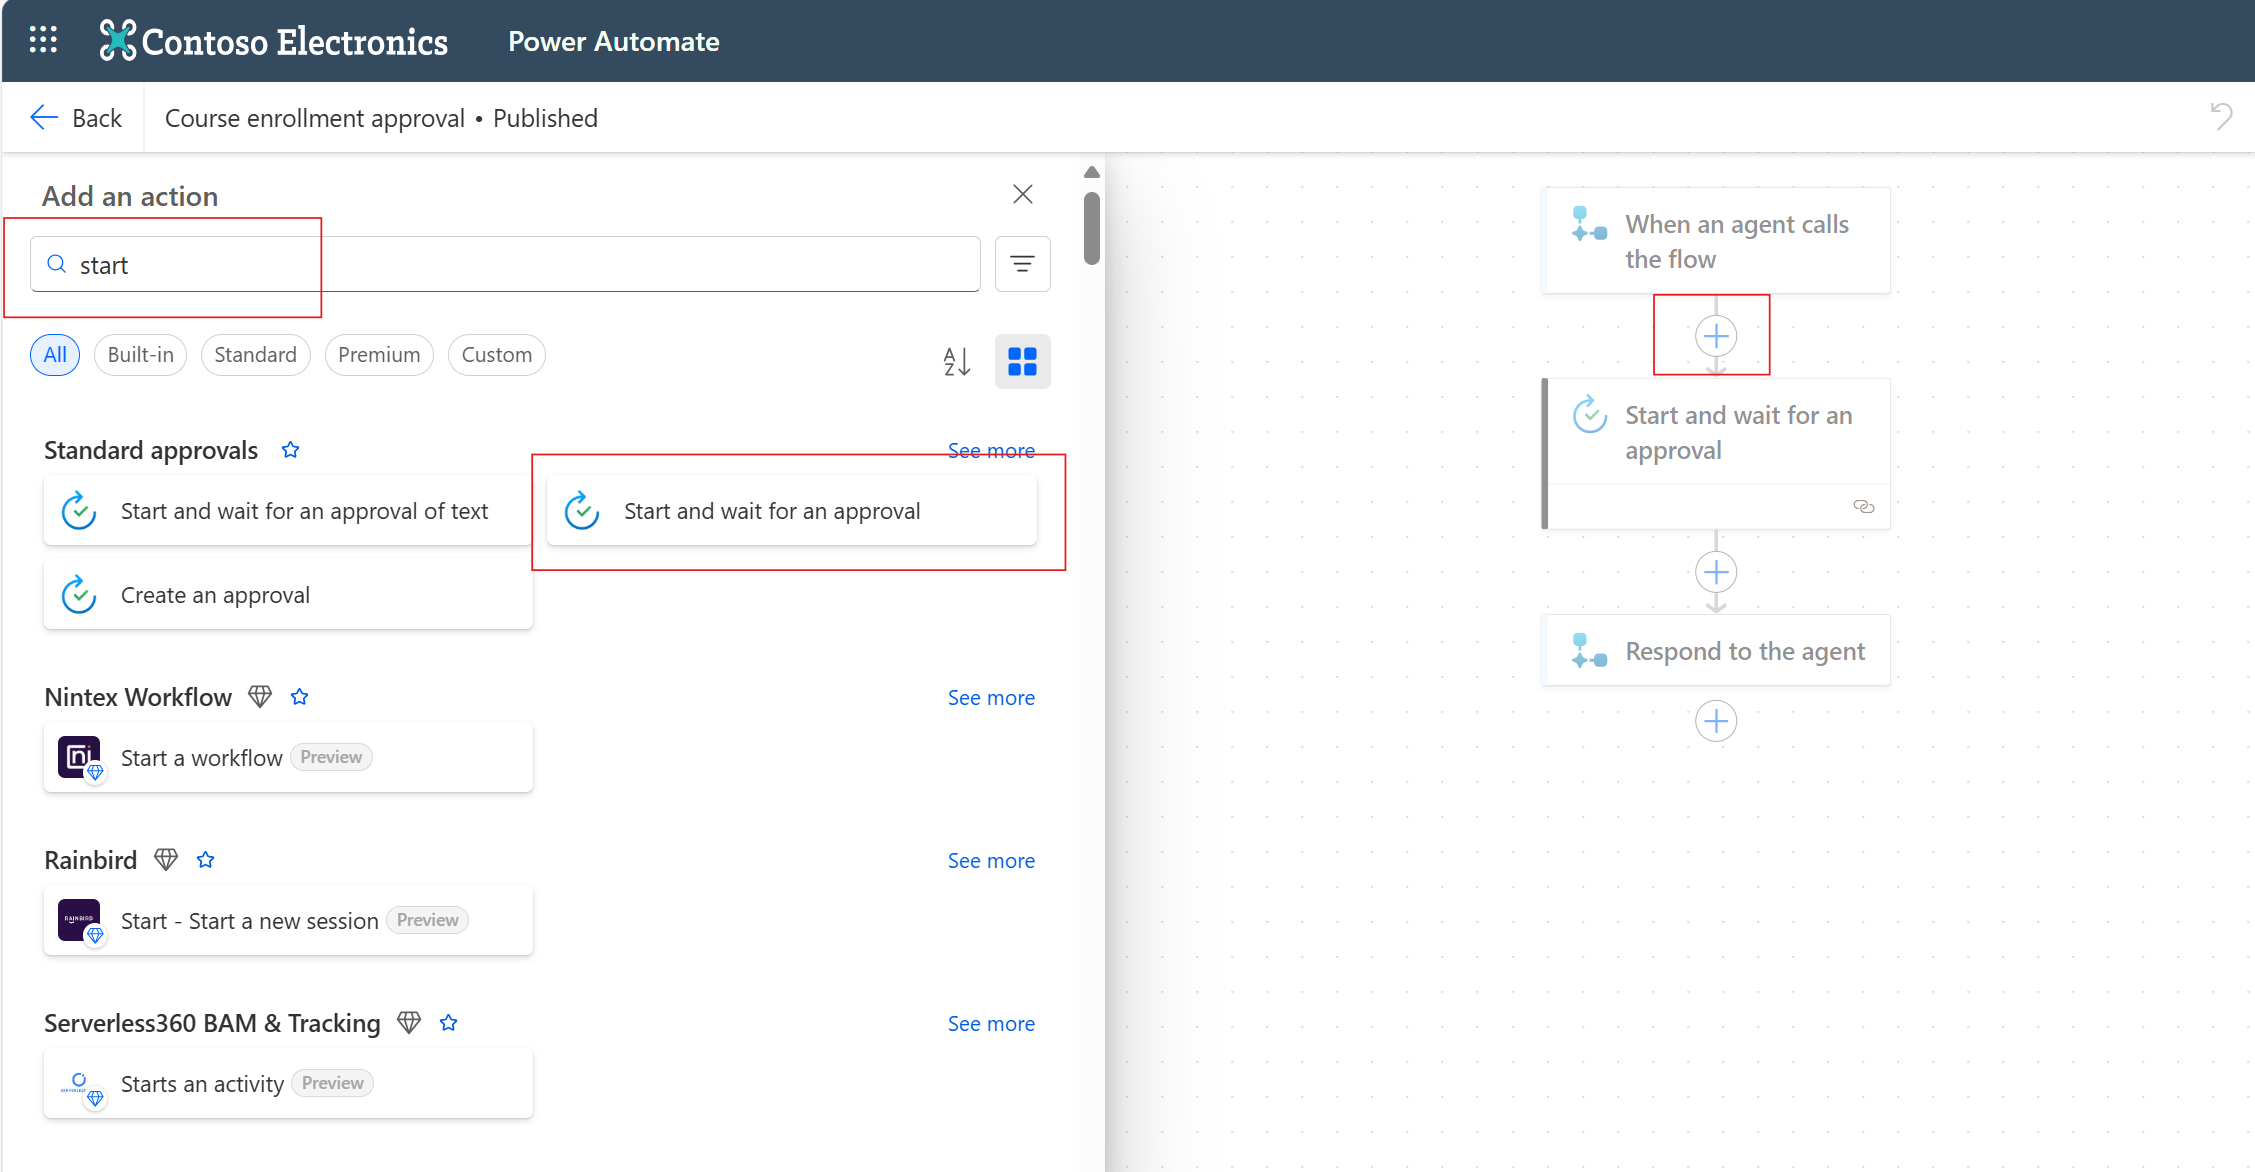 Contoso Electronics
Power Automate
Back
Course enrollment approval • Published
Add an action
start
All
Built-in
Standard
Premium
Custom
A
Z
Standard approvals
See more
Start and wait for an approval of text
Start and wait for an approval
Create an approval
Nintex Workflow
See more
Start a workflow
Preview
Rainbird
See more
RAINBIRD
Start - Start a new session
Preview
Serverless360 BAM & Tracking
See more
Starts an activity
Preview
When an agent calls
the flow
Start and wait for an
approval
Respond to the agent